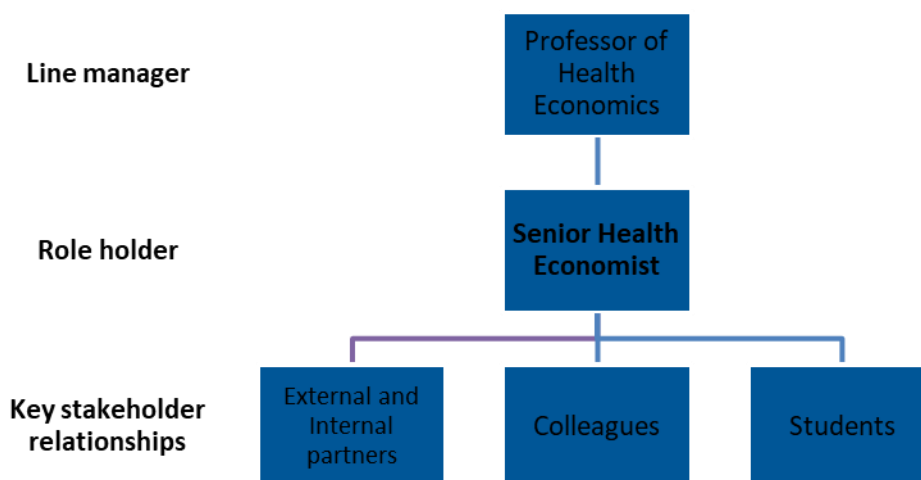 Line manager
Professor of
Health
Economics
Role holder
Senior Health
Economist
Key stakeholder
relationships
External and
Internal
partners
Colleagues
Students